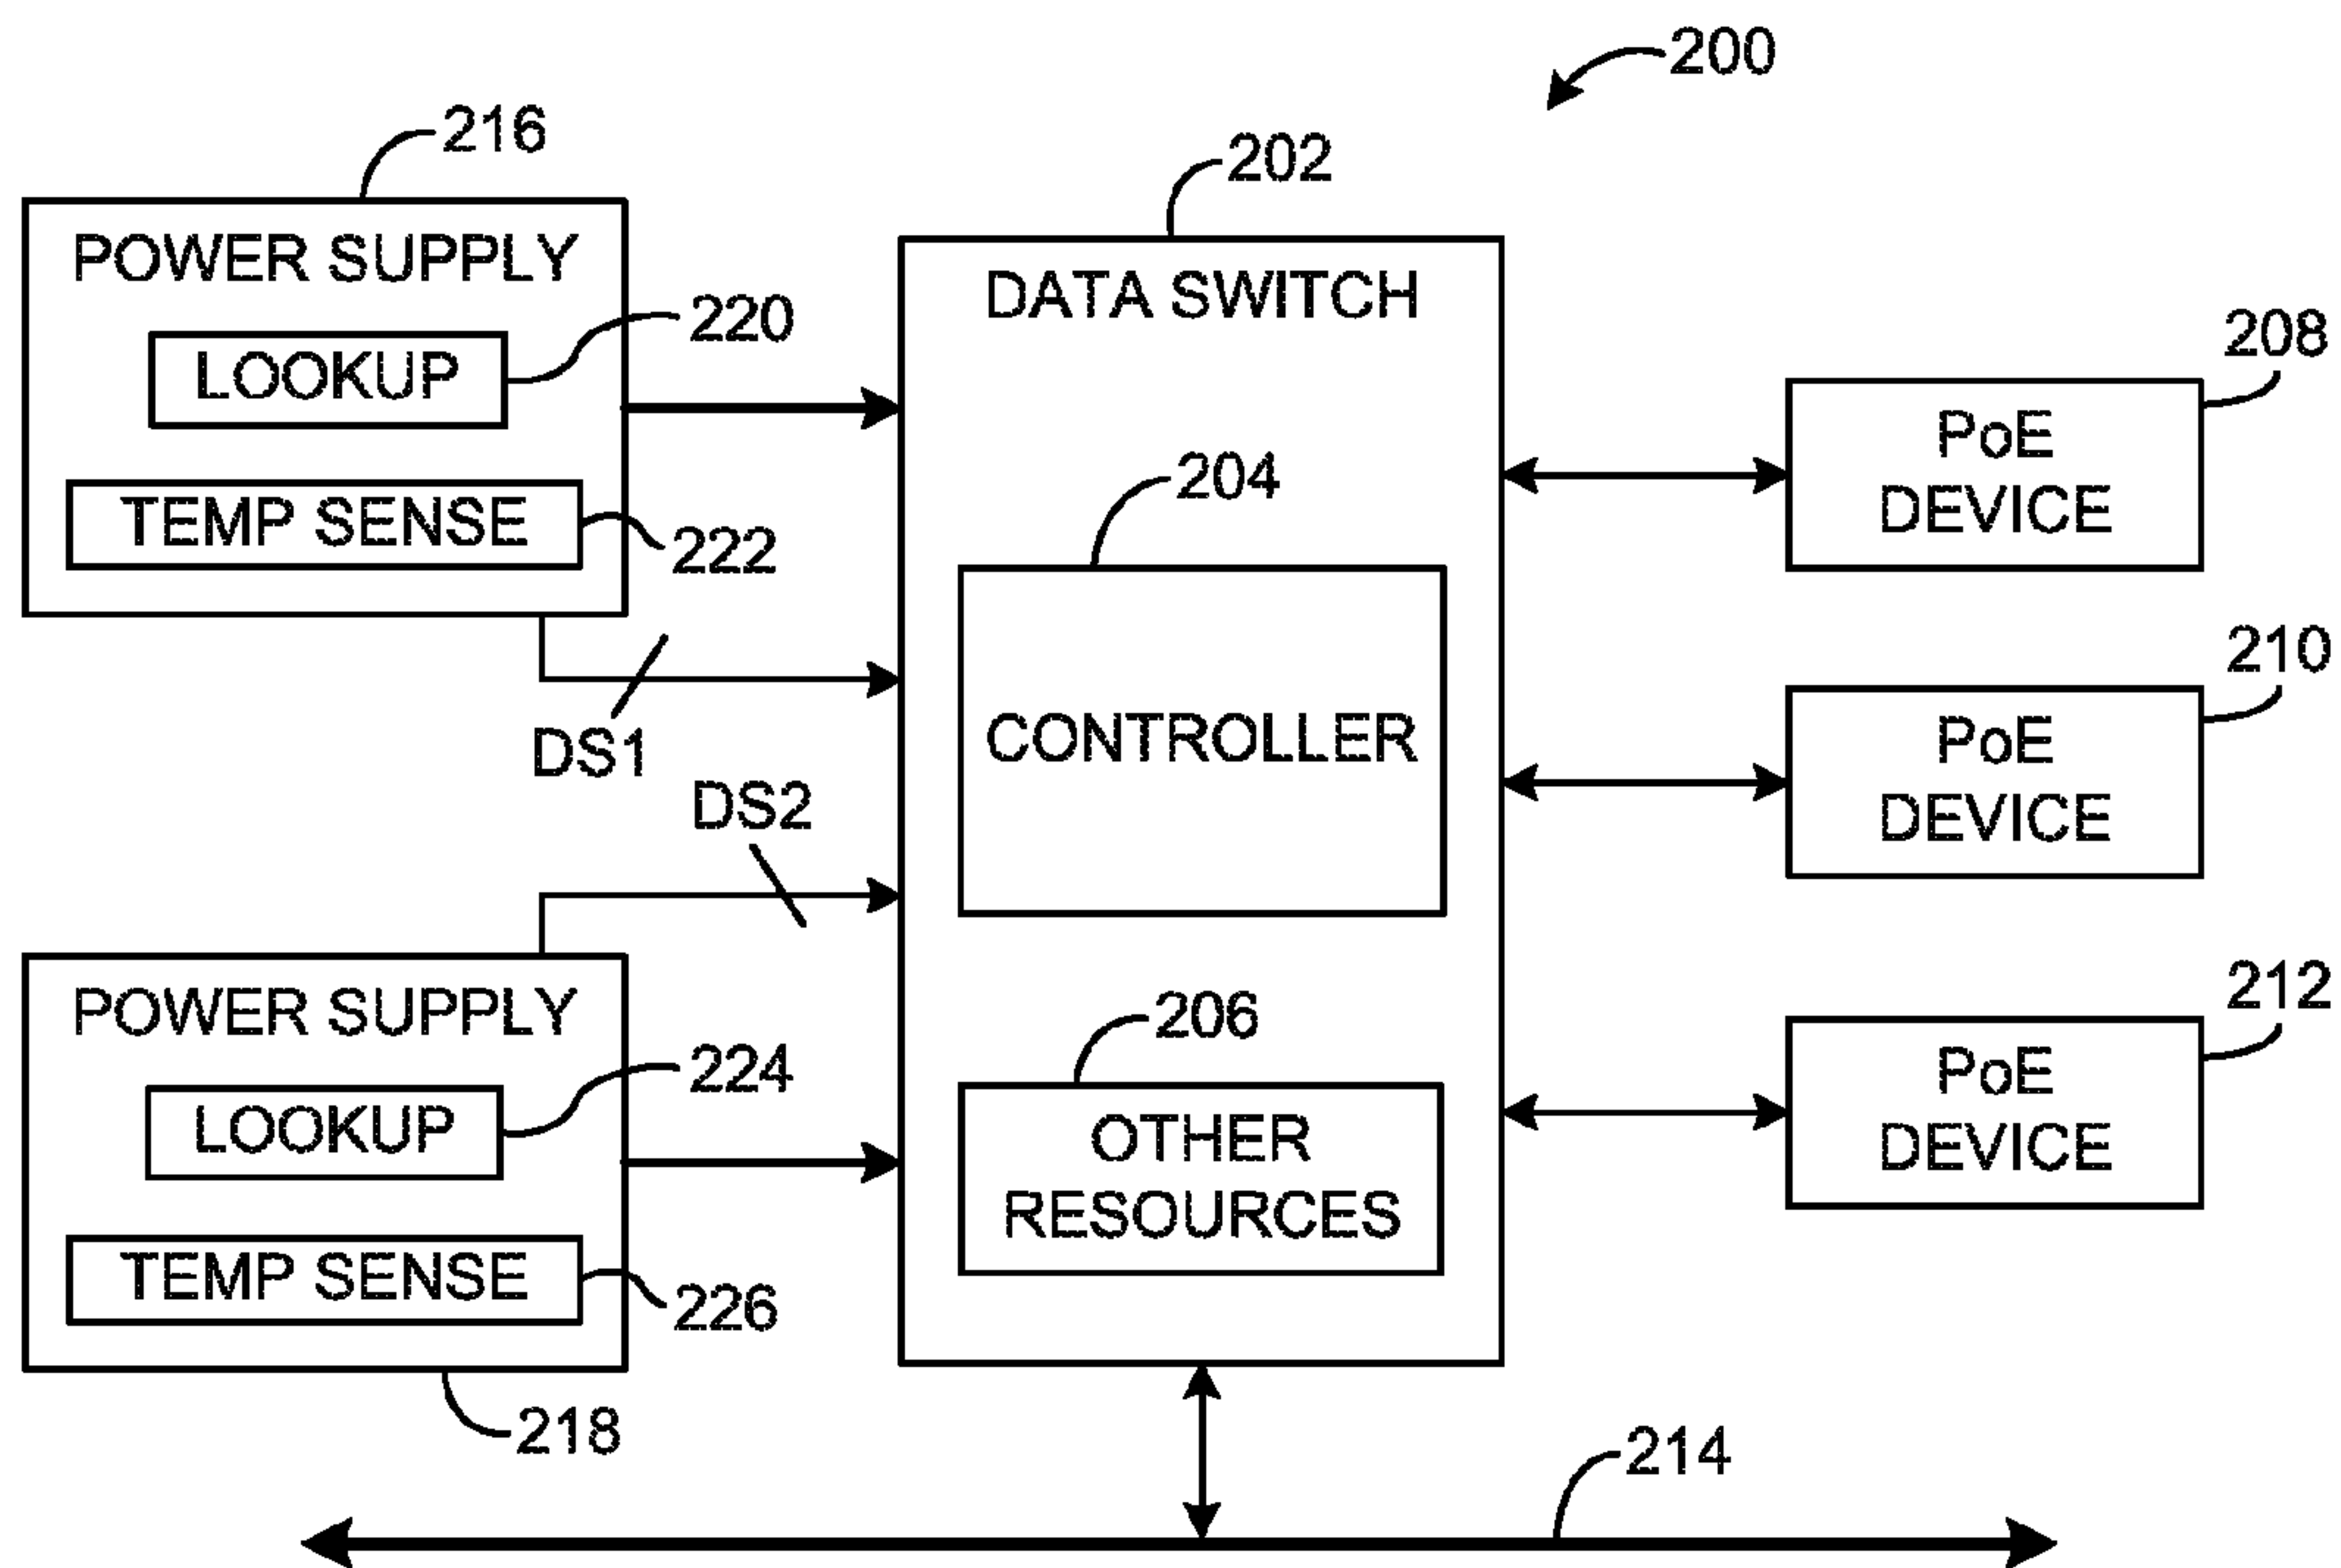 200
216
202
POWER SUPPLY
DATA SWITCH
220
LOOKUP
208
PoE
DEVICE
204
TEMP SENSE
222
CONTROLLER
210
PoE
DEVICE
DS1
DS2
POWER SUPPLY
206
212
224
LOOKUP
OTHER
RESOURCES
PoE
DEVICE
TEMP SENSE
226
218
214